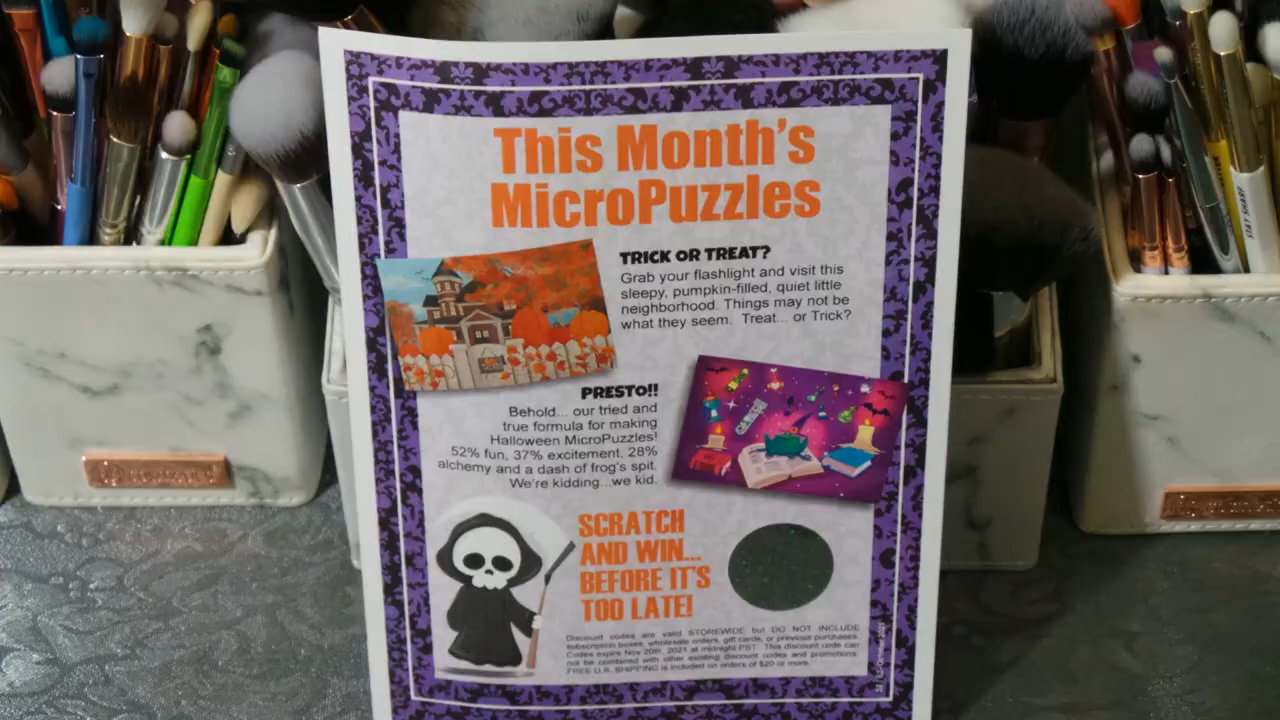 This Month's
MicroPuzzles
TRICK OR TREAT?
Grab your flashlight and visit this
sleepy, pumpkin-filled, quiet little
neighborhood. Things may not be
what they seem. Treat... or Trick?
PRESTO!!
Behold... our tried and
true formula for making
Halloween MicroPuzzles!
52% fun, 37% excitement, 28%
alchemy and a dash of frog's spit.
We're kidding...we kid.
SCRATCH
AND WIN...
BEFORE IT'S
TOO LATE!
Discount codes are valid STOREWIDE but DO NOT INCLUDE
subscription boxes, wholesale orders, gift cards, or previous purchases.
Codes expire Nov 20th, 2021 at midnight PST. This discount code can
not be combined with other existing discount codes and promotions.
FREE U.S. SHIPPING is included on orders of $20 or more.
STAY SHARP